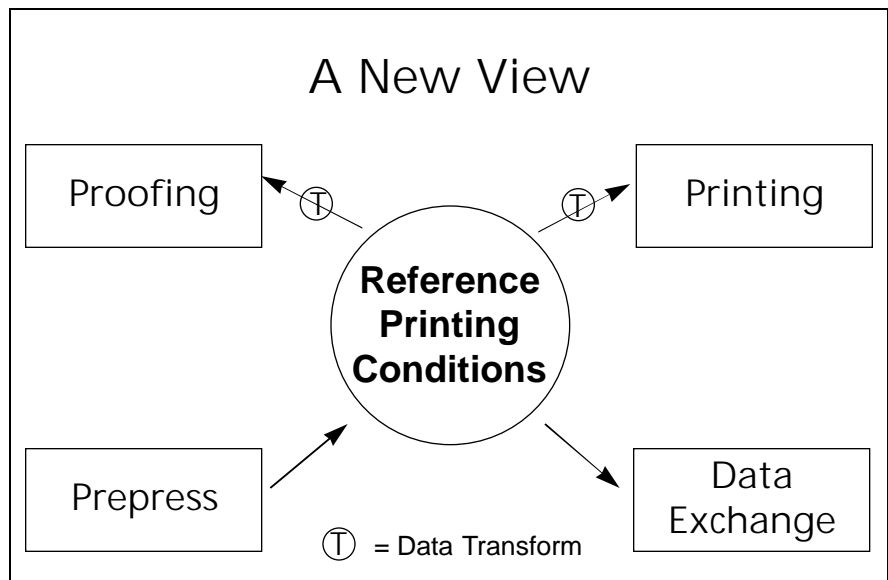 A New View
Proofing
T
T
Printing
Reference
Printing
Conditions
Prepress
Data
Exchange
T = Data Transform